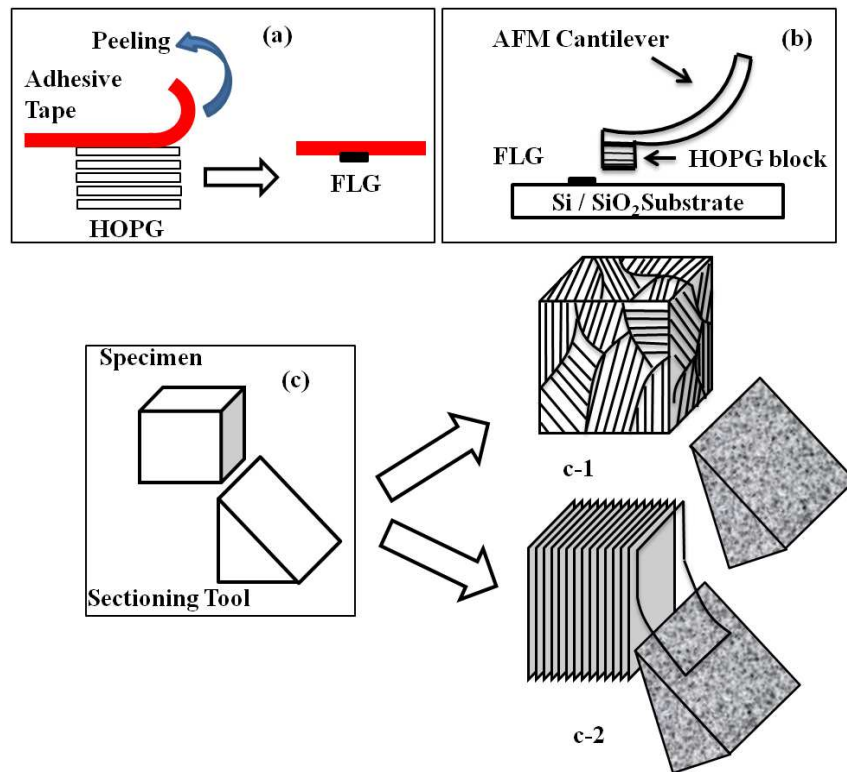 (a)
Peeling
Adhesive
Tape
FLG
HOPG
(b)
AFM Cantilever
FLG
HOPG block
Si / SiO₂Substrate
(c)
Specimen
Sectioning Tool
c-1
c-2